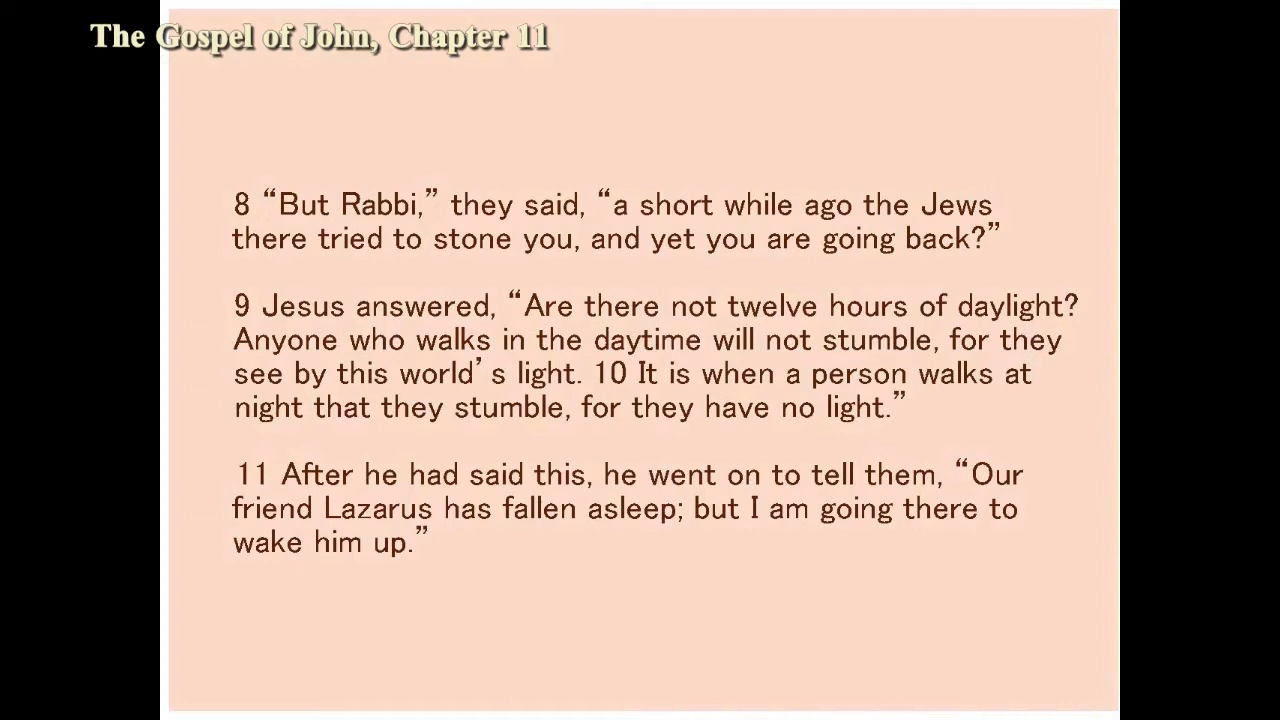 The Gospel of John, Chapter 11
8 “But Rabbi,” they said, “a short while ago the Jews
there tried to stone you, and yet you are going back?”
9 Jesus answered, “Are there not twelve hours of daylight?
Anyone who walks in the daytime will not stumble, for they
see by this world’s light. 10 It is when a person walks at
night that they stumble, for they have no light.”
11 After he had said this, he went on to tell them, “Our
friend Lazarus has fallen asleep; but I am going there to
wake him up.”